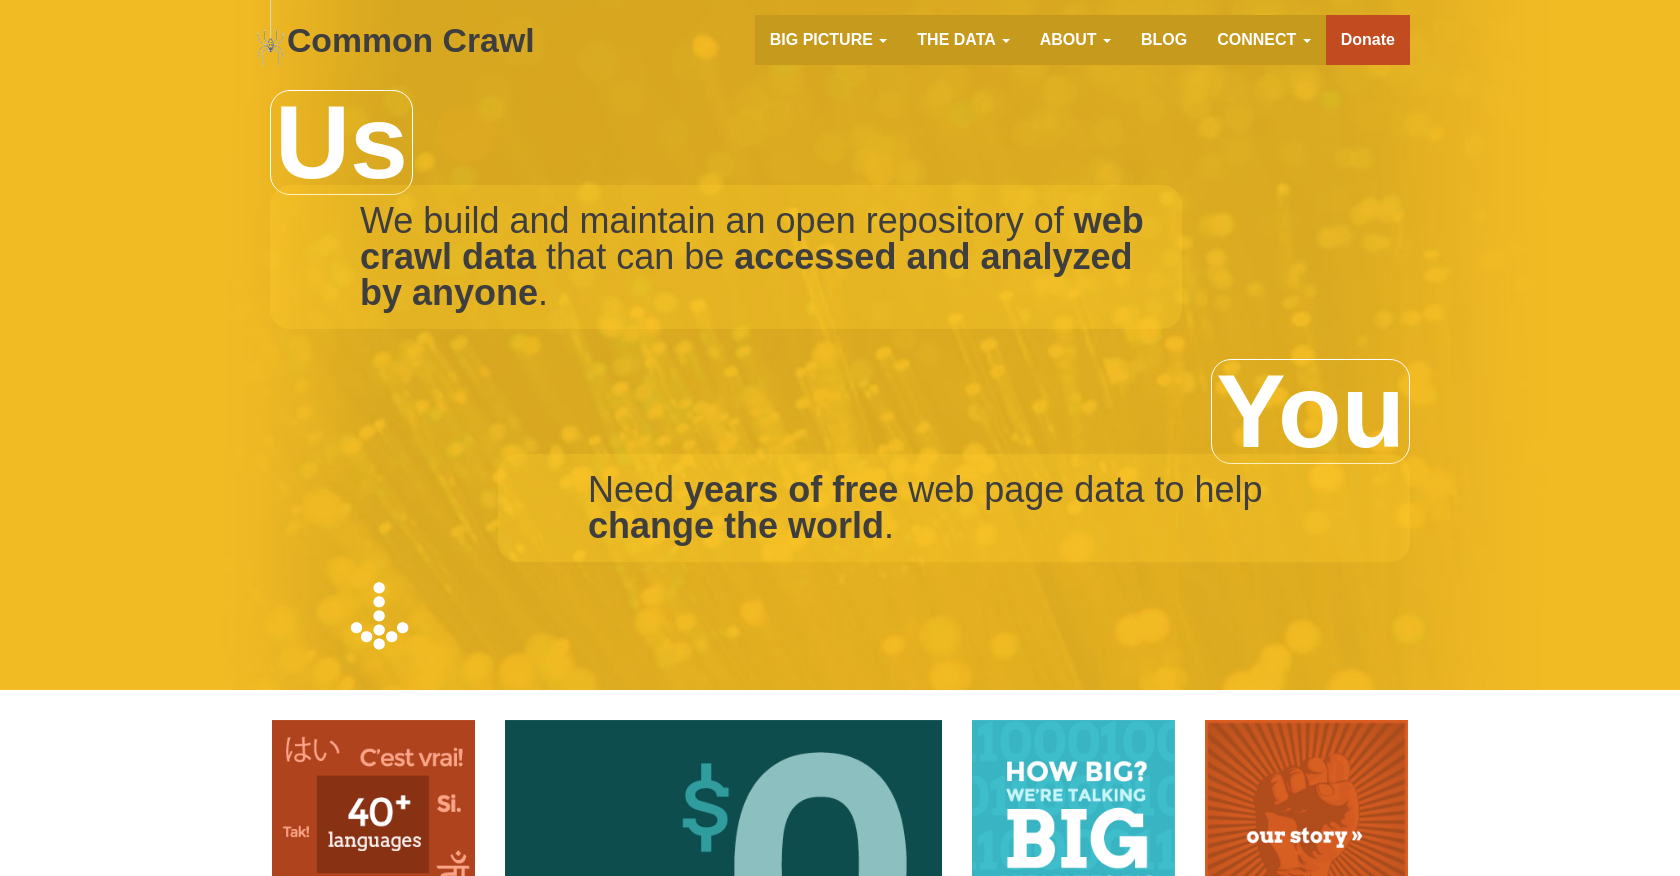 Common Crawl
BIG PICTURE
THE DATA
ABOUT
BLOG
CONNECT
Donate
Us
We build and maintain an open repository of web
crawl data that can be accessed and analyzed
by anyone.
You
Need years of free web page data to help
change the world.
はい
C'est vrai!
40+
languages
Si.
Tak!
हाँ
$0
1000100
HOW BIG?
WE'RE TALKING
BIG
our story »